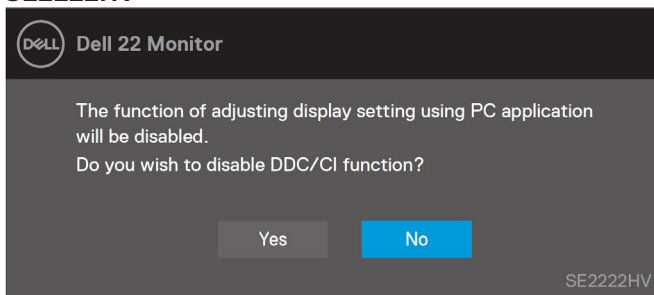 DELL
Dell 22 Monitor
The function of adjusting display setting using PC application
will be disabled.
Do you wish to disable DDC/CI function?
Yes
No
SE2222HV